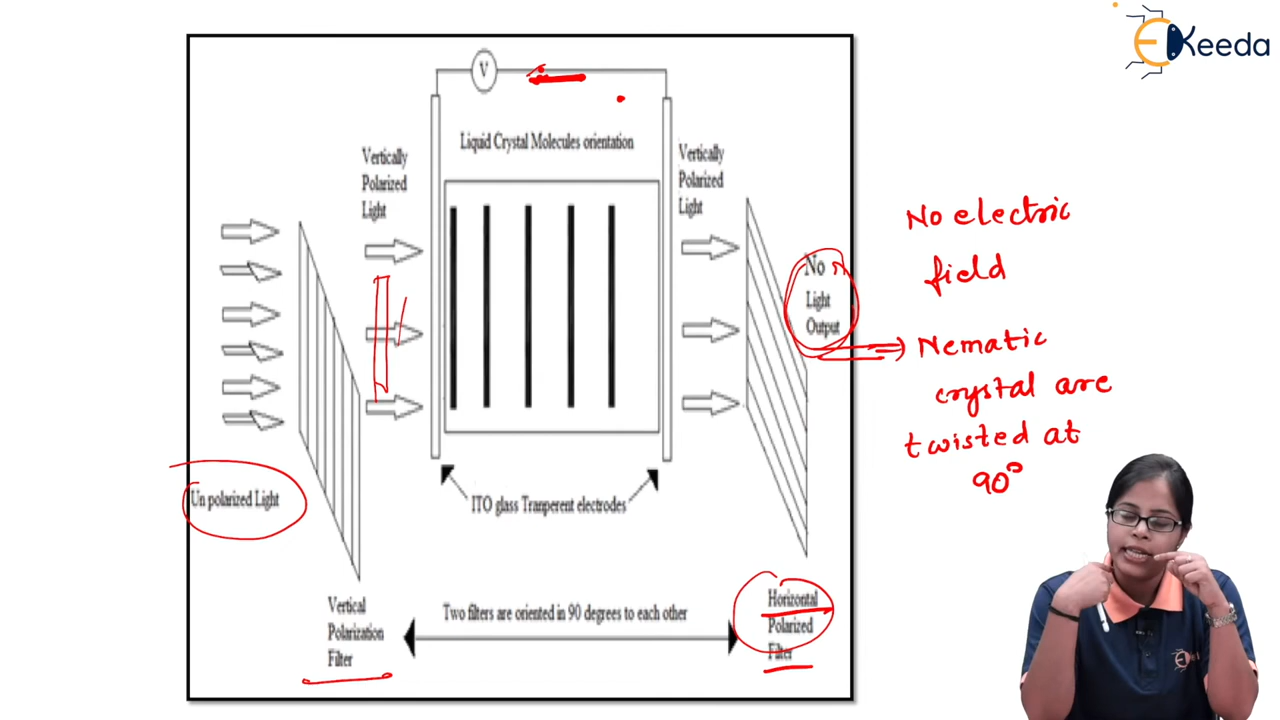 EKeeda
V
Liquid Crystal Molecules orientation
Vertically
Polarized
Light
Vertically
Polarized
Light
No
Light
Output
Un polarized Light
ITO glass Tranperent electrodes
Vertical
Polarization
Filter
Two filters are oriented in 90 degrees to each other
Horizontal
Polarized
Filter
No electric
field
Nematic
crystal are
twisted at
90°